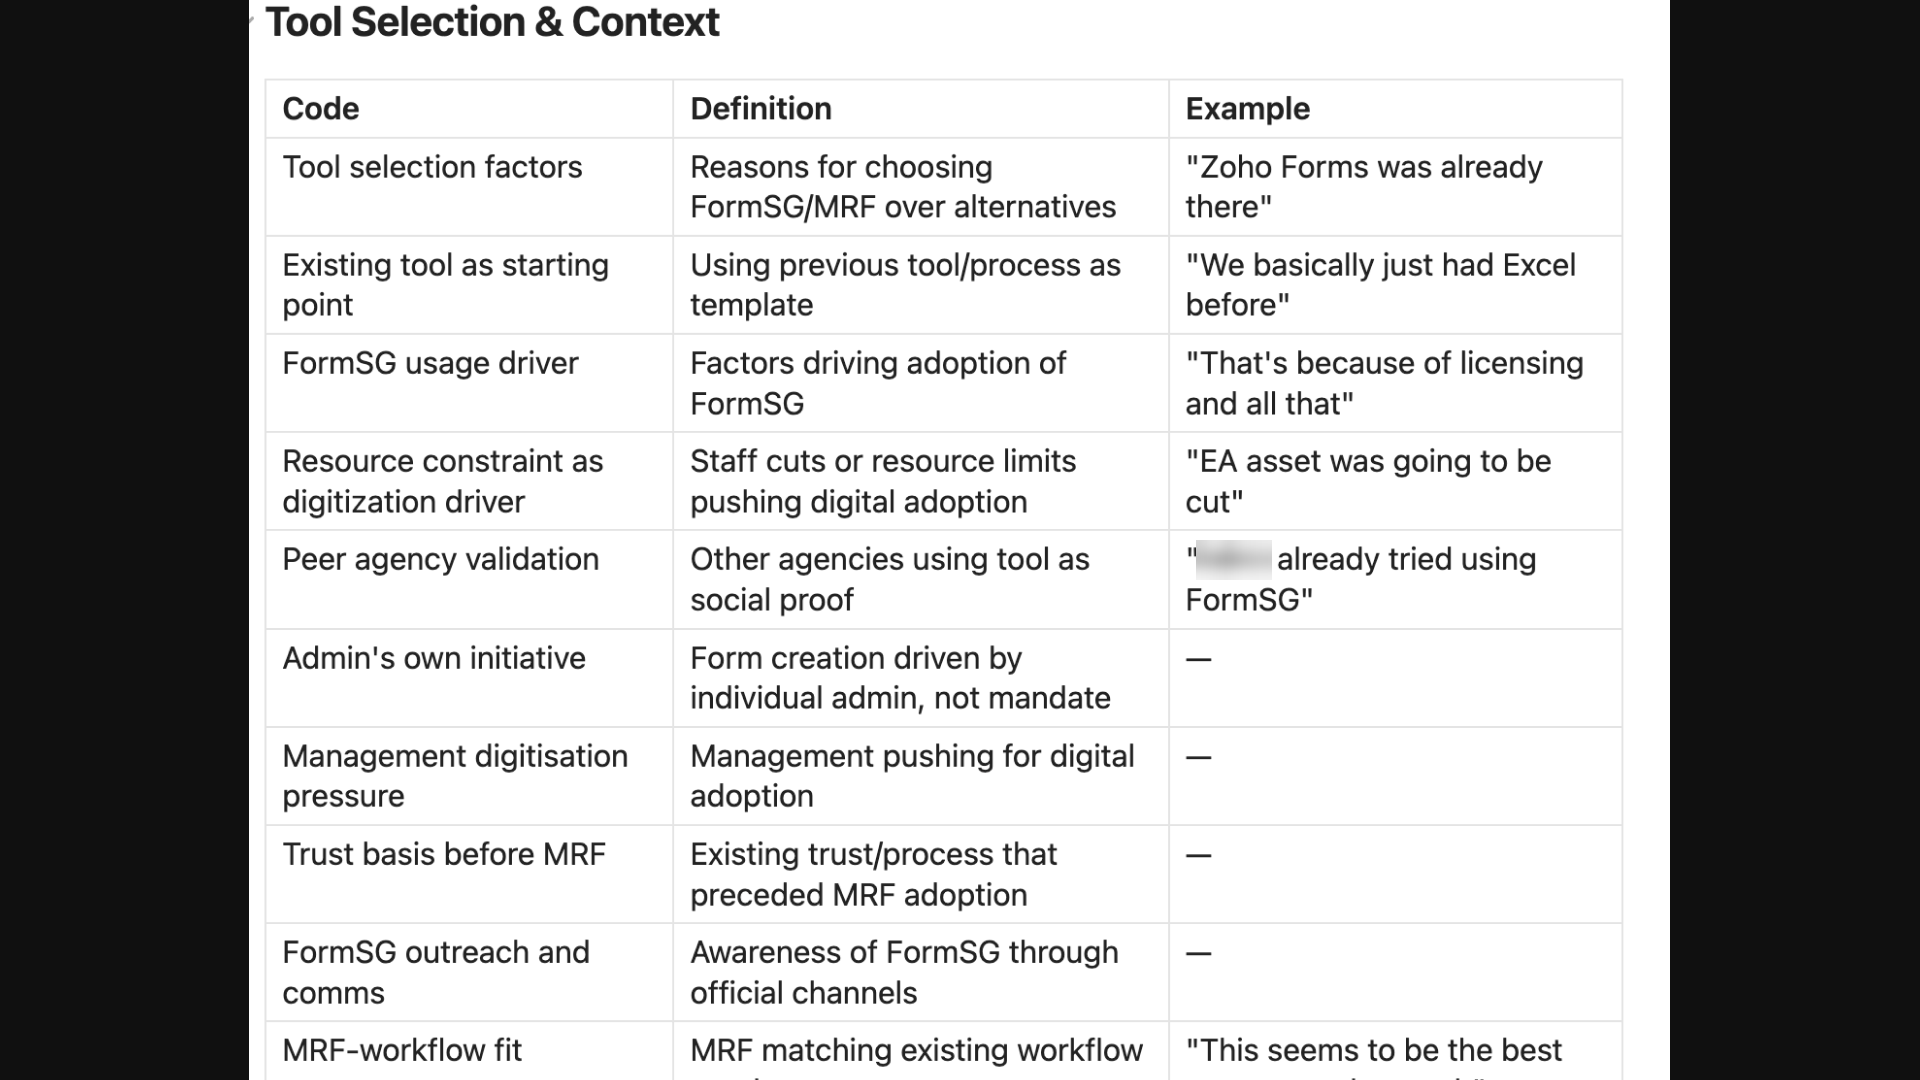 Tool Selection & Context
Code Definition Example
Tool selection factors Reasons for choosing "Zoho Forms was already
FormSG/MRF over alternatives there"
Existing tool as starting Using previous tool/process as "We basically just had Excel
point template before"
FormSG usage driver Factors driving adoption of "That's because of licensing
FormSG and all that"
Resource constraint as Staff cuts or resource limits "EA asset was going to be
digitization driver pushing digital adoption cut"
Peer agency validation Other agencies using tool as " already tried using
social proof FormSG"
Admin's own initiative Form creation driven by —
individual admin, not mandate
Management digitisation Management pushing for digital —
pressure adoption
Trust basis before MRF Existing trust/process that —
preceded MRF adoption
FormSG outreach and Awareness of FormSG through —
comms official channels
MRF-workflow fit MRF matching existing workflow "This seems to be the best